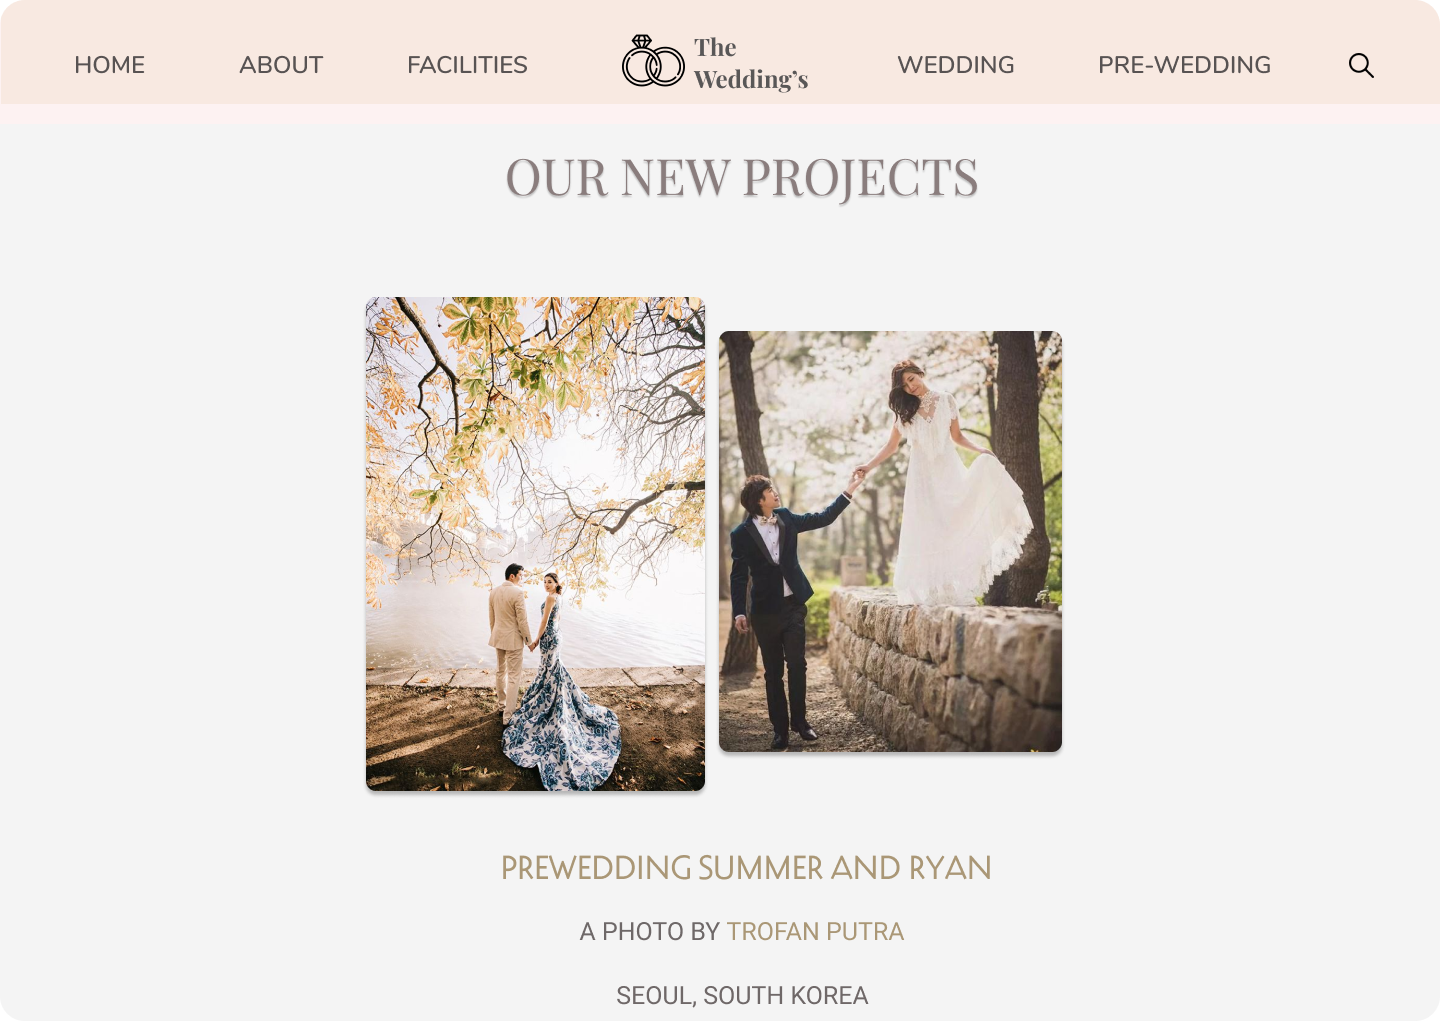 HOME
ABOUT
FACILITIES
The
Wedding’s
WEDDING
PRE-WEDDING
OUR NEW PROJECTS
PREWEDDING SUMMER AND RYAN
A PHOTO BY TROFAN PUTRA
SEOUL, SOUTH KOREA